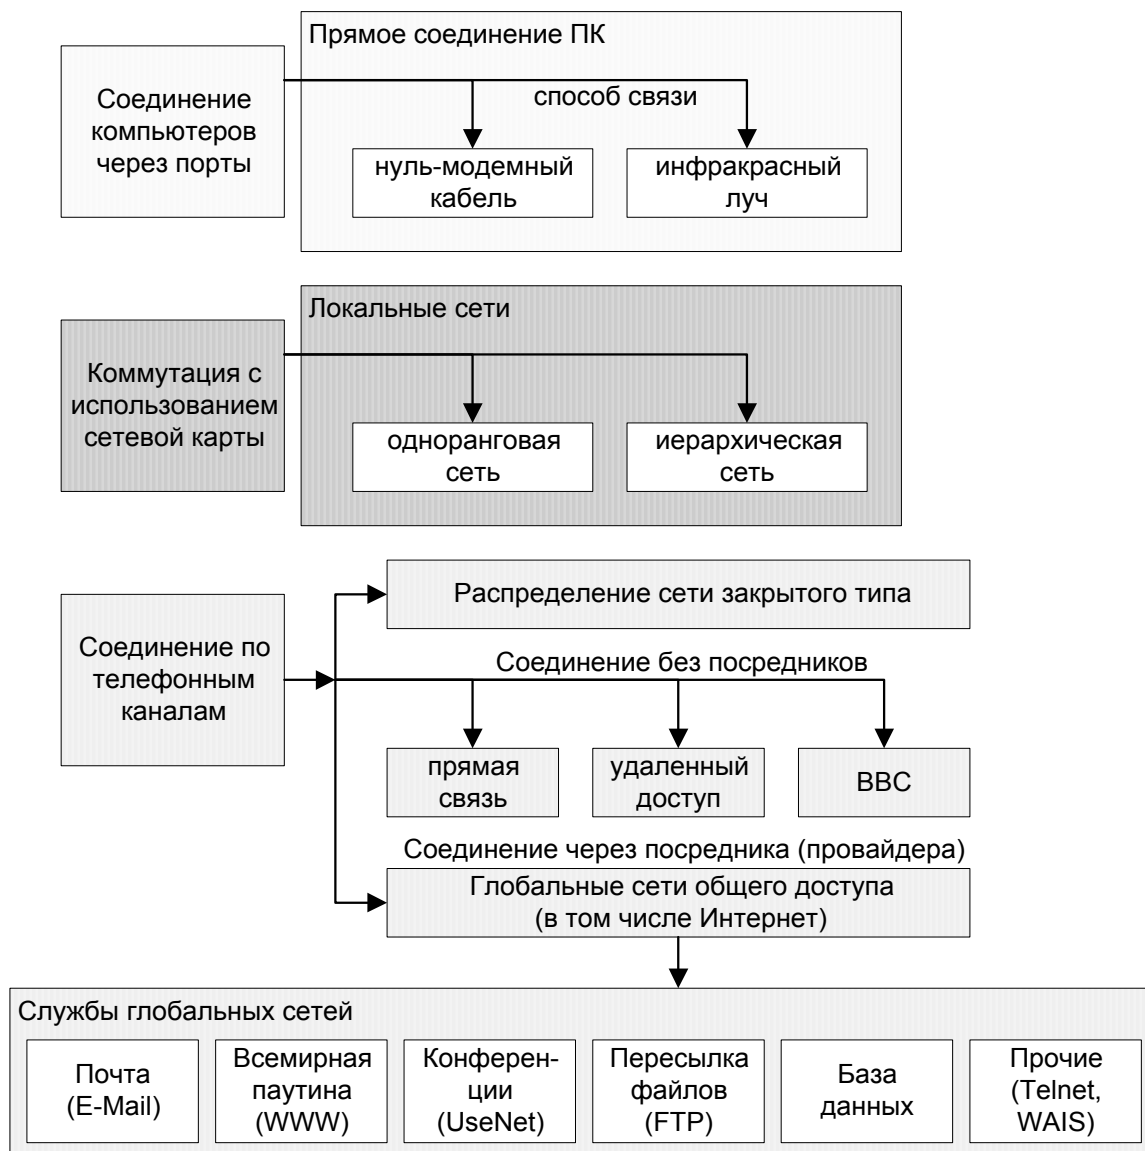 Прямое соединение ПК
Соединение
компьютеров
через порты
способ связи
нуль-модемный
кабель
инфракрасный
луч
Локальные сети
Коммутация с
использованием
сетевой карты
одноранговая
сеть
иерархическая
сеть
Соединение по
телефонным
каналам
Распределение сети закрытого типа
Соединение без посредников
прямая
связь
удаленный
доступ
ВВС
Соединение через посредника (провайдера)
Глобальные сети общего доступа
(в том числе Интернет)
Службы глобальных сетей
Почта
(E-Mail)
Всемирная
паутина
(WWW)
Конферен-
ции
(UseNet)
Пересылка
файлов
(FTP)
База
данных
Прочие
(Telnet,
WAIS)